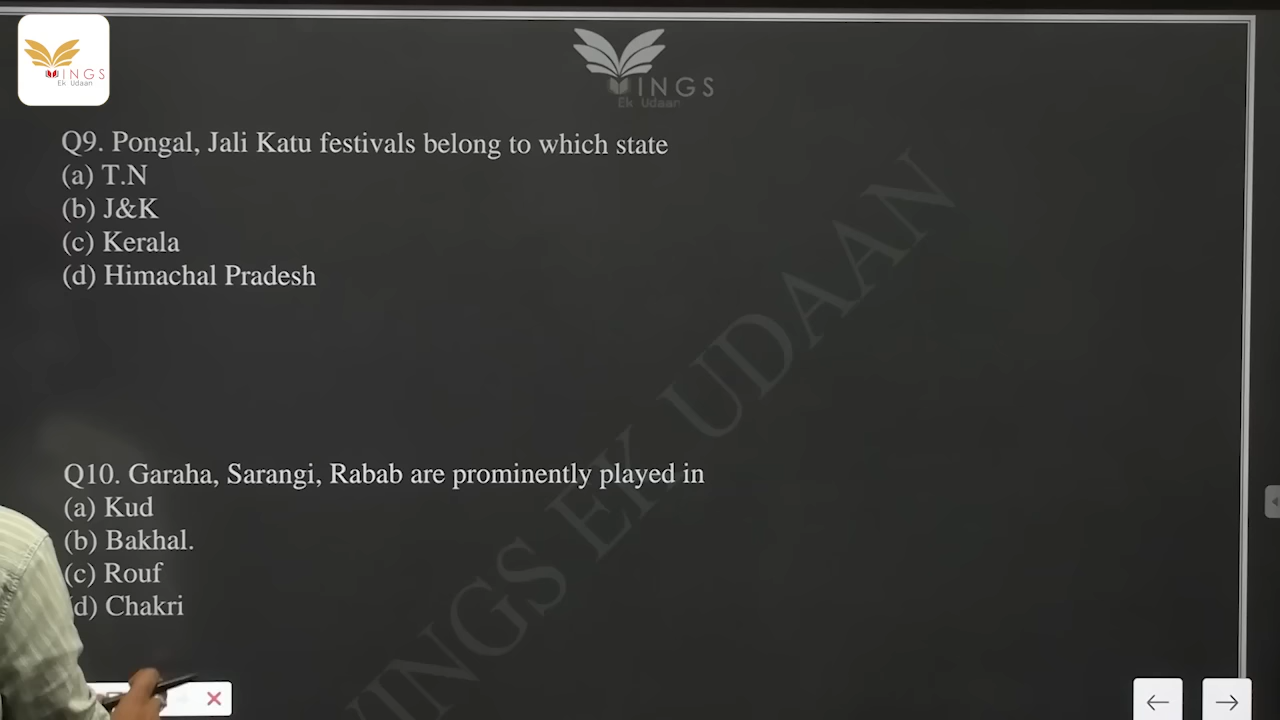 WINGS
Ek Udaan
WINGS
Ek Udaan
Q9. Pongal, Jali Katu festivals belong to which state
(a) T.N
(b) J&K
(c) Kerala
(d) Himachal Pradesh
WINGS EK UDAAN
Q10. Garaha, Sarangi, Rabab are prominently played in
(a) Kud
(b) Bakhal.
(c) Rouf
(d) Chakri